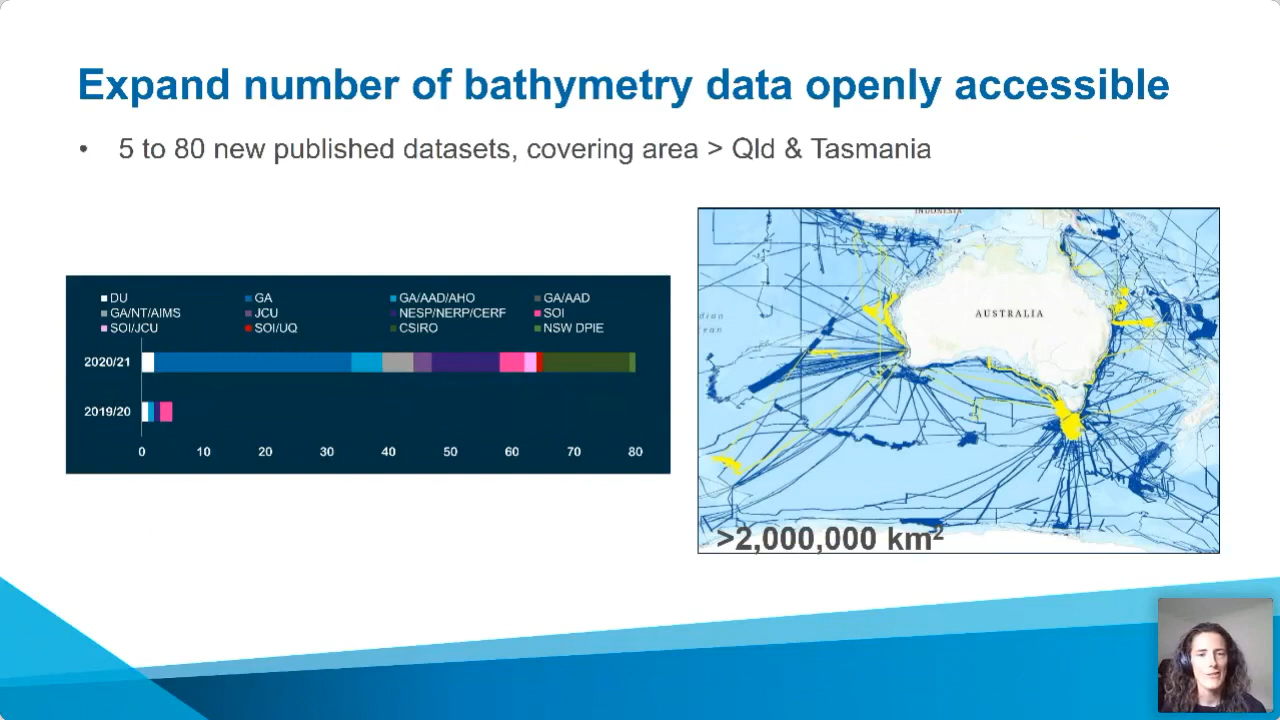 Expand number of bathymetry data openly accessible
• 5 to 80 new published datasets, covering area > Qld & Tasmania
DU GA GA/AAD/AHO GA/AAD
GA/NT/AIMS JCU NESP/NERP/CERF SOI
SOI/JCU SOI/UQ CSIRO NSW DPIE
2020/21
2019/20
0 10 20 30 40 50 60 70 80
INDONESIA
AUSTRALIA
>2,000,000 km²